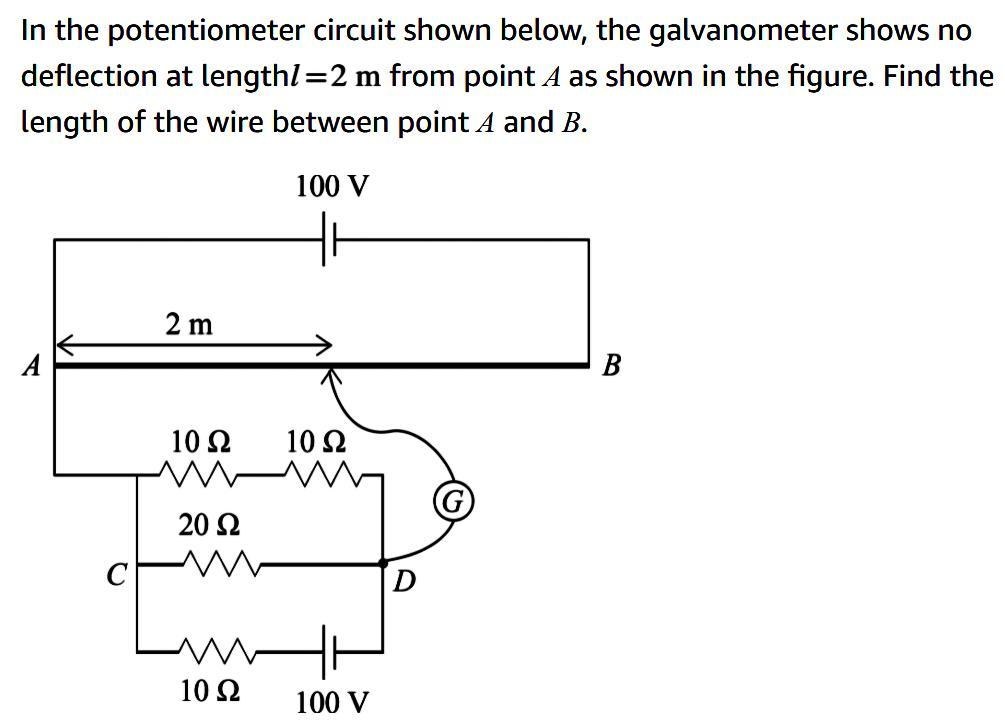 In the potentiometer circuit shown below, the galvanometer shows no
deflection at lengthl=2 m from point A as shown in the figure. Find the
length of the wire between point A and B.
100 V
2 m
A
B
10 Ω 10 Ω
G
20 Ω
C
D
10 Ω
100 V